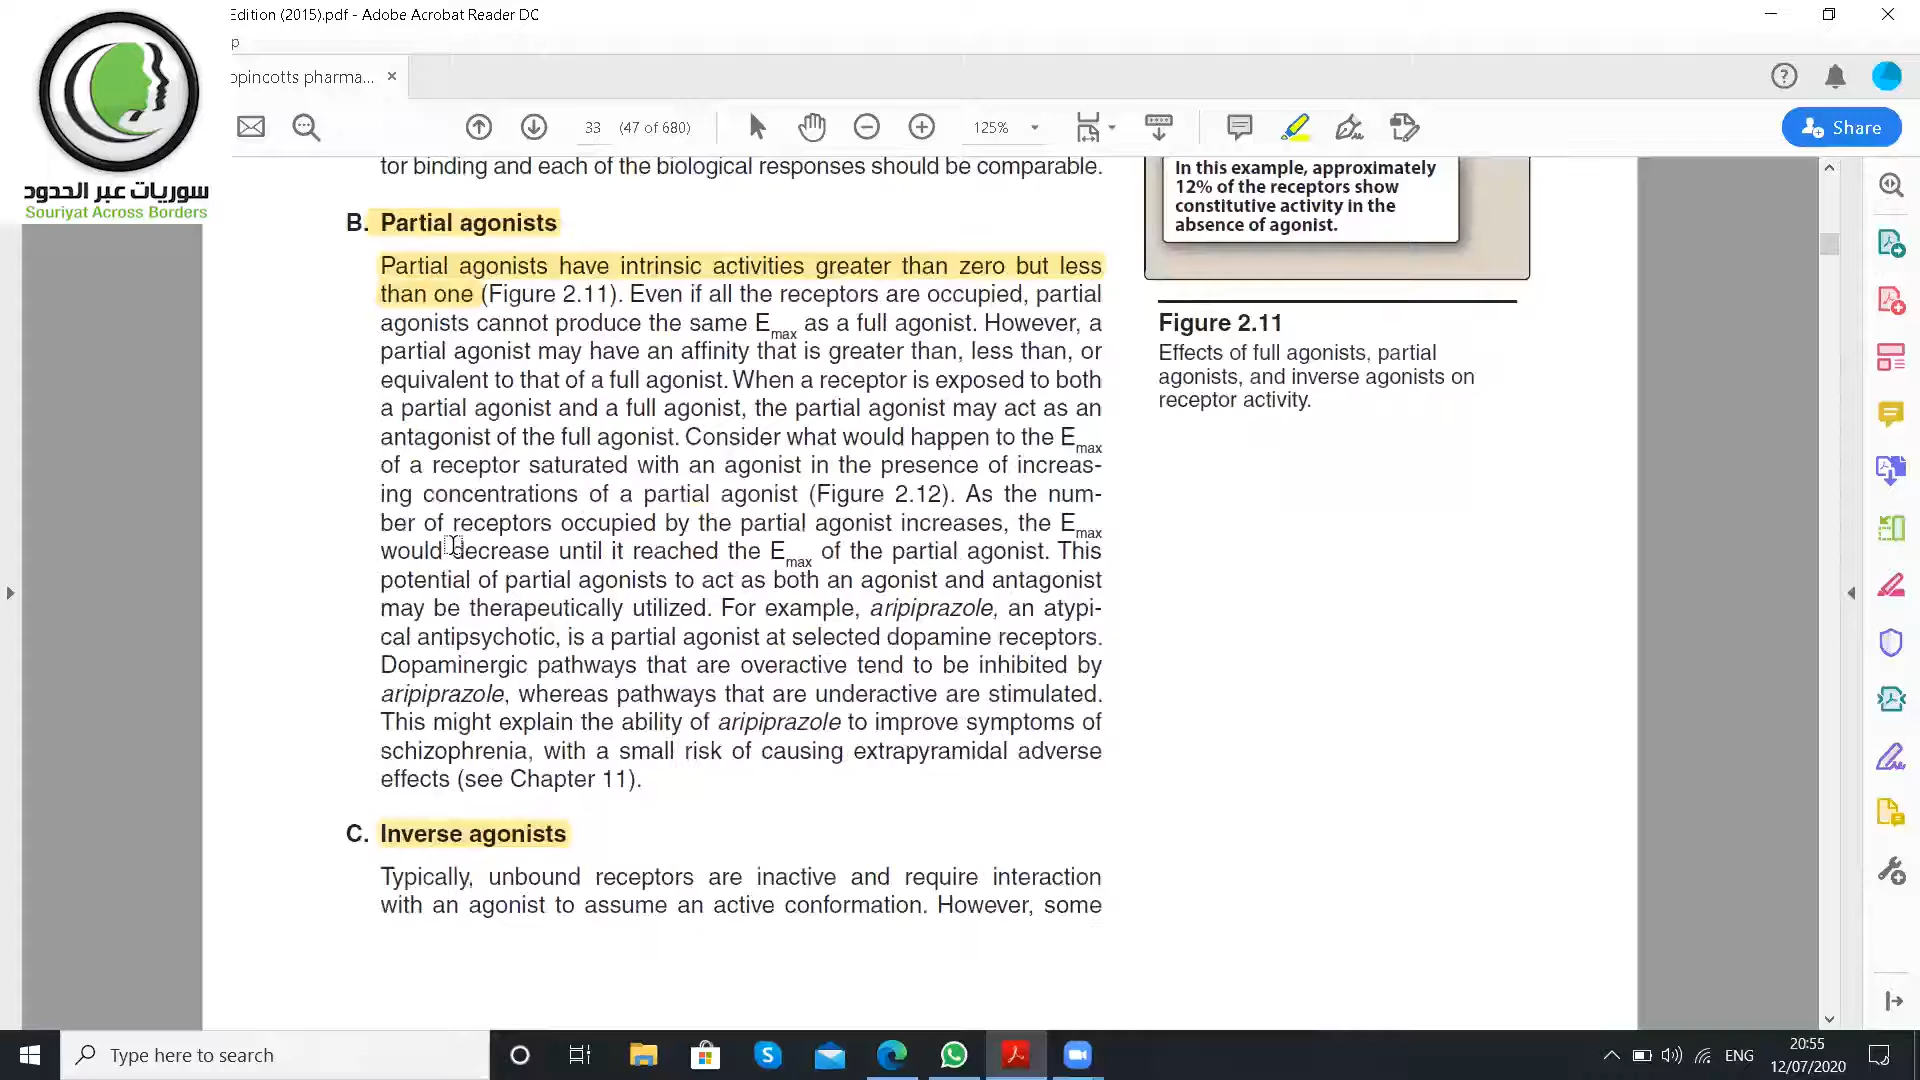 Edition (2015).pdf - Adobe Acrobat Reader DC
p
opincotts pharma...
سوريات عبر الحدود
Souriyat Across Borders
33 (47 of 680)
125%
Share
tor binding and each of the biological responses should be comparable.
B. Partial agonists
Partial agonists have intrinsic activities greater than zero but less
than one (Figure 2.11). Even if all the receptors are occupied, partial
agonists cannot produce the same Emax as a full agonist. However, a
partial agonist may have an affinity that is greater than, less than, or
equivalent to that of a full agonist. When a receptor is exposed to both
a partial agonist and a full agonist, the partial agonist may act as an
antagonist of the full agonist. Consider what would happen to the Emax
of a receptor saturated with an agonist in the presence of increas-
ing concentrations of a partial agonist (Figure 2.12). As the num-
ber of receptors occupied by the partial agonist increases, the Emax
would decrease until it reached the Emax of the partial agonist. This
potential of partial agonists to act as both an agonist and antagonist
may be therapeutically utilized. For example, aripiprazole, an atypi-
cal antipsychotic, is a partial agonist at selected dopamine receptors.
Dopaminergic pathways that are overactive tend to be inhibited by
aripiprazole, whereas pathways that are underactive are stimulated.
This might explain the ability of aripiprazole to improve symptoms of
schizophrenia, with a small risk of causing extrapyramidal adverse
effects (see Chapter 11).
C. Inverse agonists
Typically, unbound receptors are inactive and require interaction
with an agonist to assume an active conformation. However, some
In this example, approximately
12% of the receptors show
constitutive activity in the
absence of agonist.
Figure 2.11
Effects of full agonists, partial
agonists, and inverse agonists on
receptor activity.
Type here to search
ENG
20:55
12/07/2020